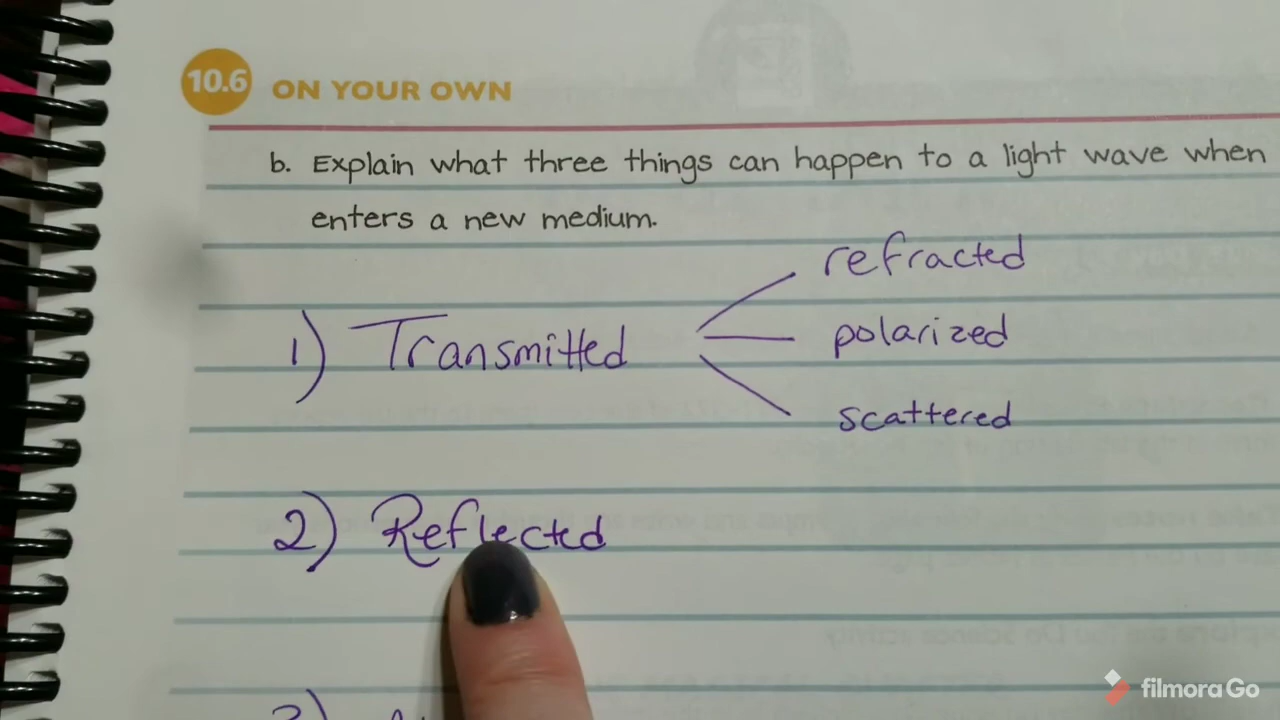 10.6 ON YOUR OWN
b. Explain what three things can happen to a light wave when
enters a new medium.
refracted
1) Transmitted
polarized
scattered
2) Reflected
3)
filmora Go